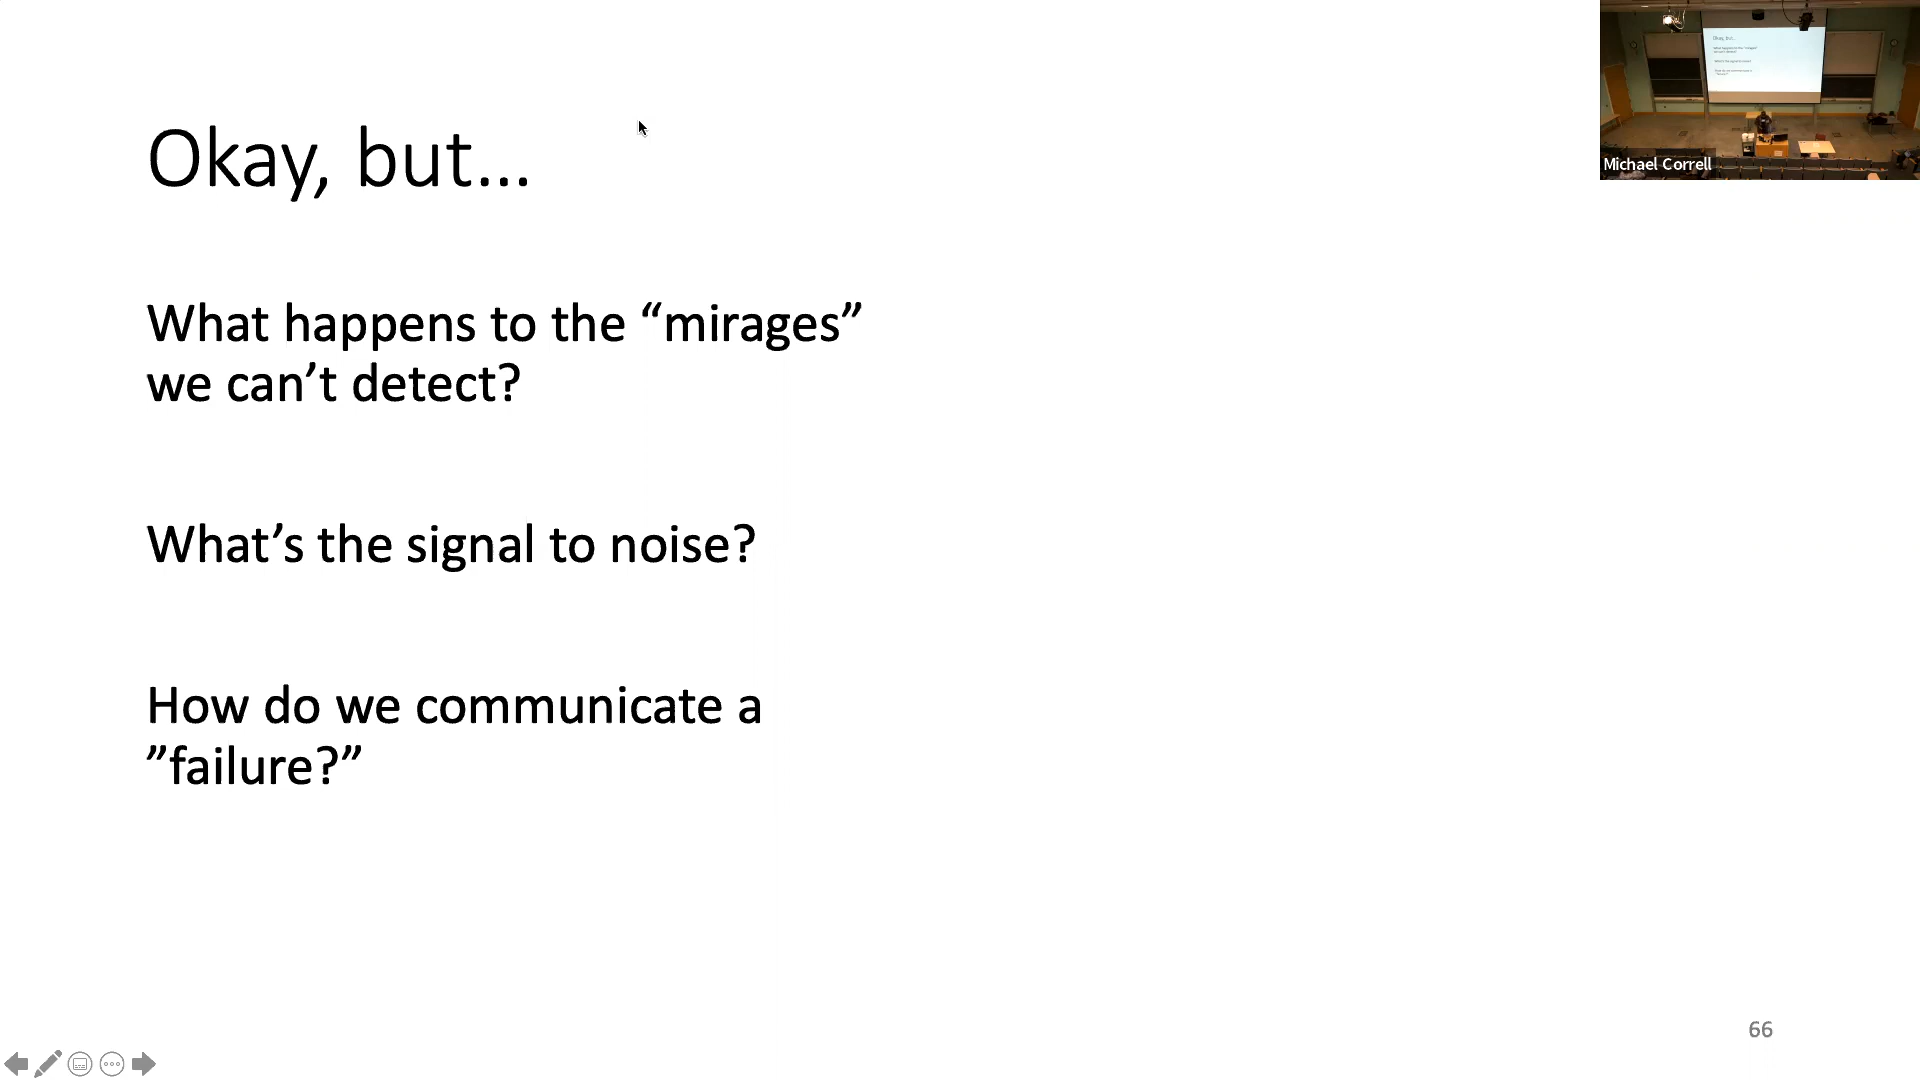 Okay, but...
What happens to the “mirages”
we can’t detect?
What’s the signal to noise?
How do we communicate a
”failure?”
Michael Correll
66